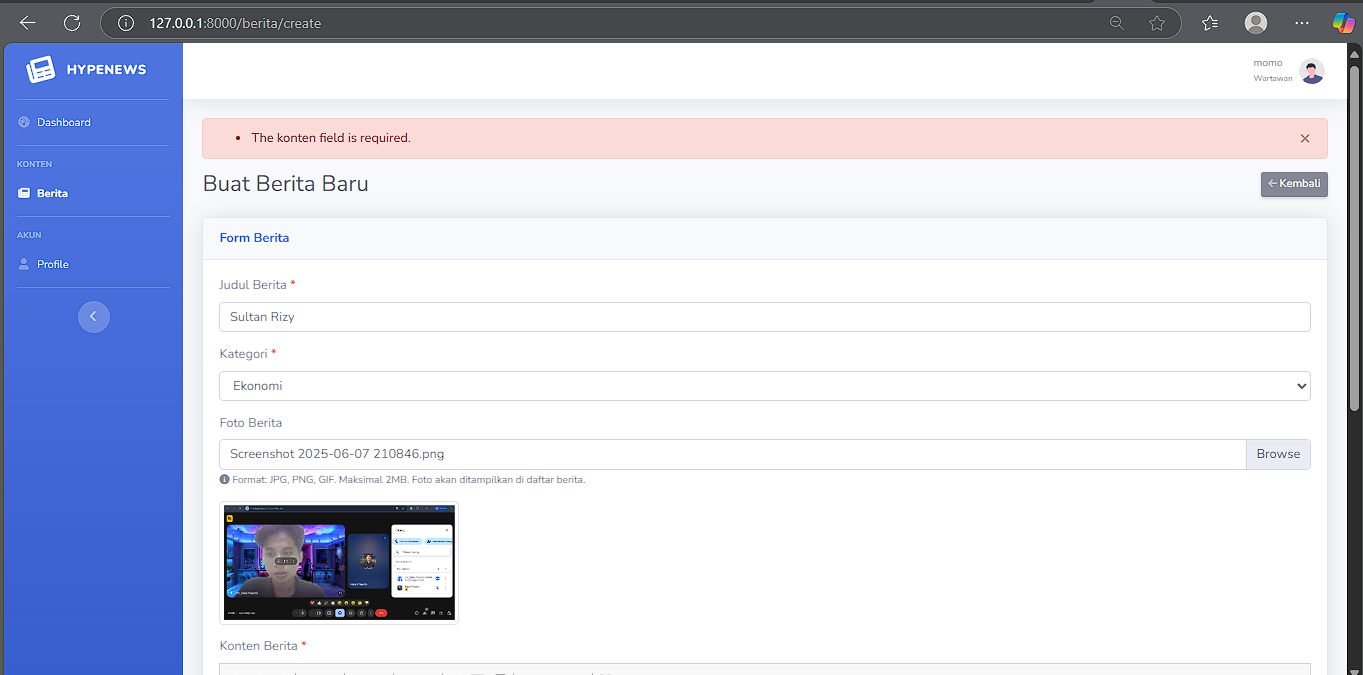 127.0.0.1:8000/berita/create
HYPENEWS
momo
Wartawan
Dashboard
The konten field is required.
KONTEN
Buat Berita Baru
Kembali
Berita
AKUN
Form Berita
Profile
Judul Berita *
Sultan Rizy
Kategori *
Ekonomi
Foto Berita
Screenshot 2025-06-07 210846.png
Browse
Format: JPG, PNG, GIF. Maksimal 2MB. Foto akan ditampilkan di daftar berita.
Konten Berita *